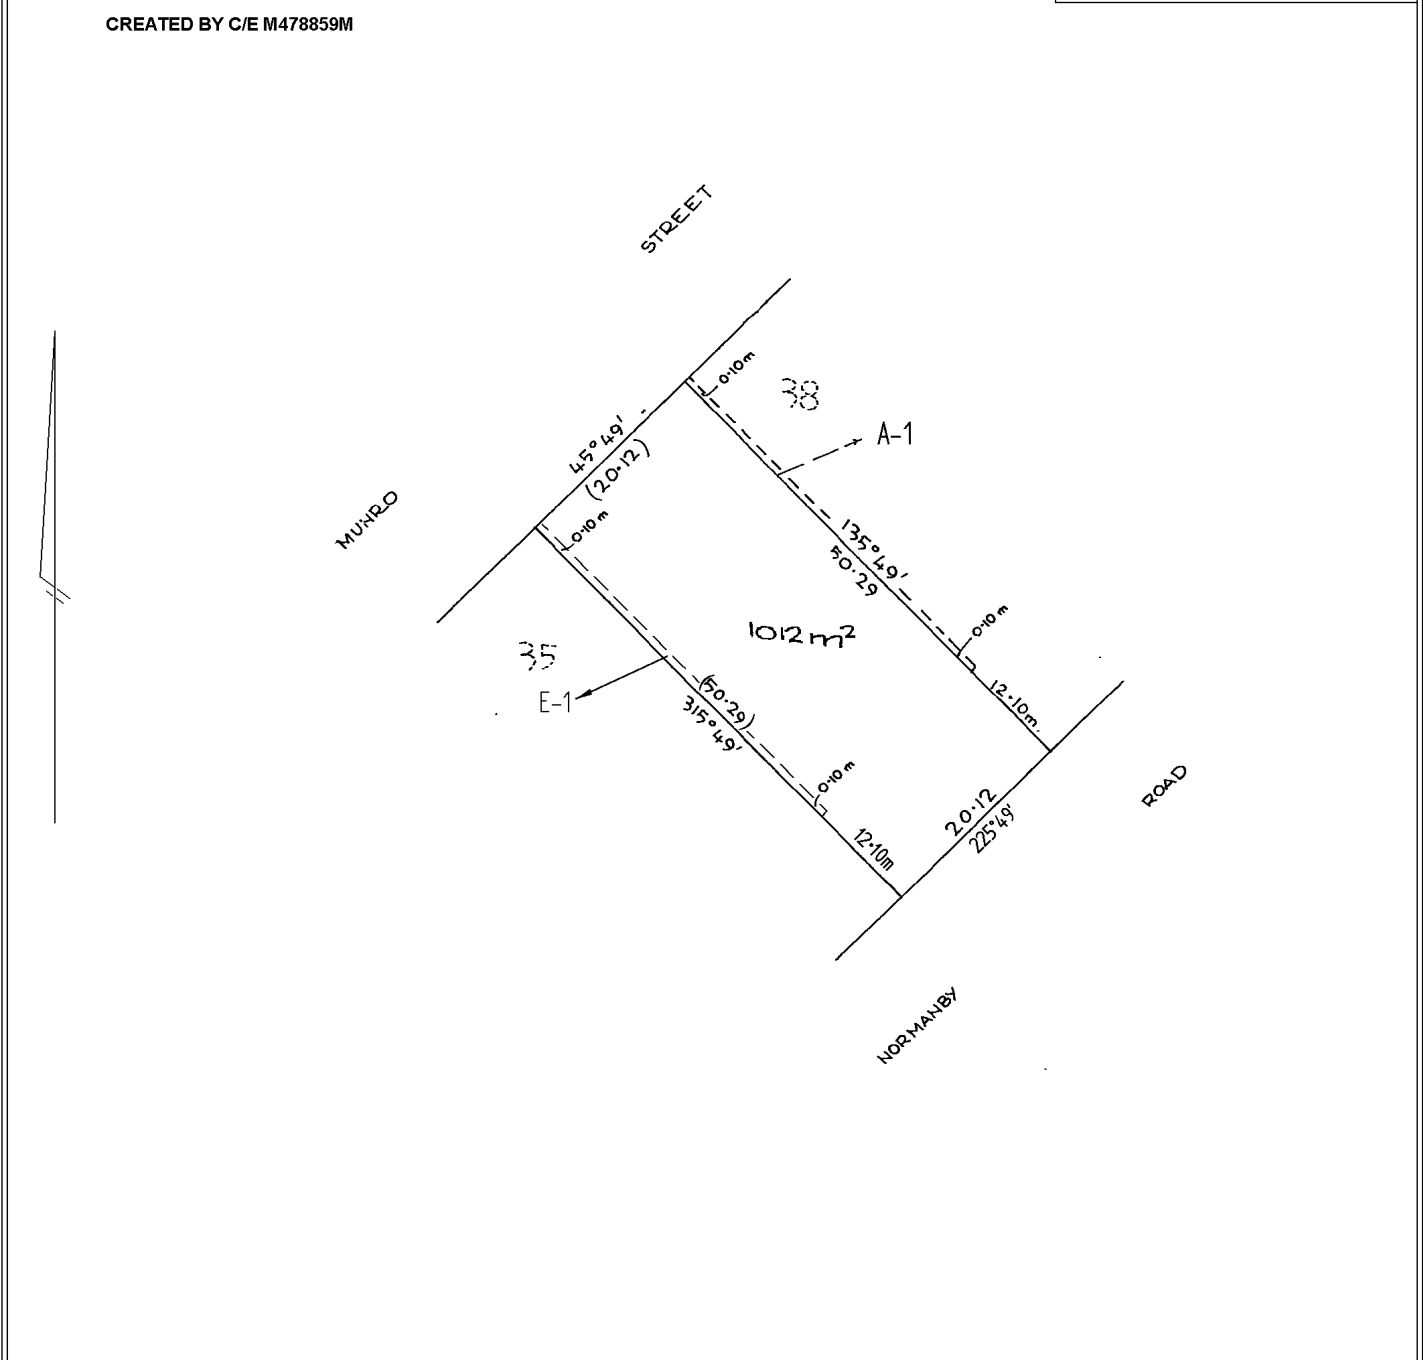 CREATED BY C/E M478859M
STREET
0·10m
38
A-1
45°49'
(20·12)
MUNRO
0·10m
135°49'
50·29
0·10m
1012m²
35
E-1
(50·29)
315°49'
12·10m.
0·10m
ROAD
20·12
225°49'
12·10m
NORMANBY